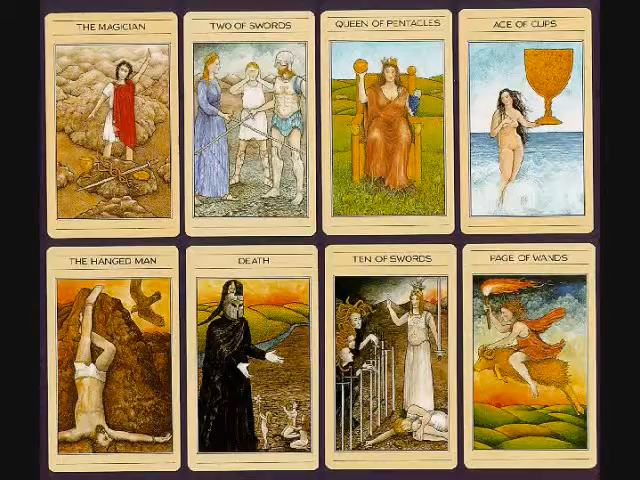 THE MAGICIAN
TWO OF SWORDS
QUEEN OF PENTACLES
ACE OF CUPS
THE HANGED MAN
DEATH
TEN OF SWORDS
PAGE OF WANDS